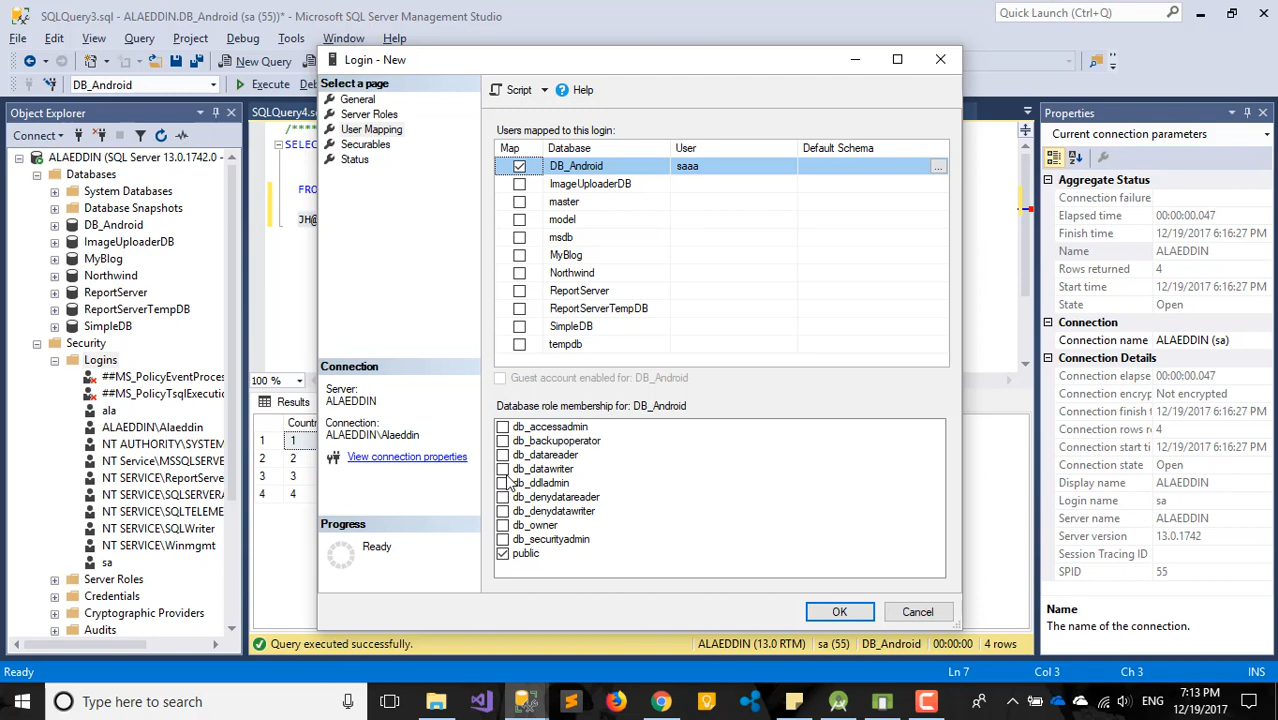 SQLQuery3.sql - ALAEDDIN.DB_Android (sa (55))* - Microsoft SQL Server Management Studio
Quick Launch (Ctrl+Q)
File Edit View Query Project Debug Tools Window Help
New Query
DB_Android
Execute
Object Explorer
Connect
ALAEDDIN (SQL Server 13.0.1742.0 -
Databases
System Databases
Database Snapshots
DB_Android
ImageUploaderDB
MyBlog
Northwind
ReportServer
ReportServerTempDB
SimpleDB
Security
Logins
##MS_PolicyEventProces
##MS_PolicyTsqlExecutic
ala
ALAEDDIN\Alaeddin
NT AUTHORITY\SYSTEM
NT Service\MSSQLSERVE
NT SERVICE\ReportServe
NT SERVICE\SQLSERVERA
NT SERVICE\SQLTELEM
NT SERVICE\SQLWriter
NT SERVICE\Winmgmt
sa
Server Roles
Credentials
Cryptographic Providers
Audits
SQLQuery4.s
/****
SELEC
FRO
JH@
100 %
Results
Countr
1 1
2 2
3 3
4 4
Login - New
Select a page
General
Server Roles
User Mapping
Securables
Status
Connection
Server:
ALAEDDIN
Connection:
ALAEDDIN\Alaeddin
View connection properties
Progress
Ready
Script Help
Users mapped to this login:
Map Database User Default Schema
DB_Android saaa ...
ImageUploaderDB
master
model
msdb
MyBlog
Northwind
ReportServer
ReportServerTempDB
SimpleDB
tempdb
Guest account enabled for: DB_Android
Database role membership for: DB_Android
db_accessadmin
db_backupoperator
db_datareader
db_datawriter
db_ddladmin
db_denydatareader
db_denydatawriter
db_owner
db_securityadmin
public
OK Cancel
Properties
Current connection parameters
Aggregate Status
Connection failure
Elapsed time 00:00:00.047
Finish time 12/19/2017 6:16:27 PM
Name ALAEDDIN
Rows returned 4
Start time 12/19/2017 6:16:27 PM
State Open
Connection
Connection name ALAEDDIN (sa)
Connection Details
Connection elapse 00:00:00.047
Connection encryp Not encrypted
Connection finish t 12/19/2017 6:16:27 PM
Connection rows r 4
Connection start ti 12/19/2017 6:16:27 PM
Connection state Open
Display name ALAEDDIN
Login name sa
Server name ALAEDDIN
Server version 13.0.1742
Session Tracing ID
SPID 55
Name
The name of the connection.
Query executed successfully. ALAEDDIN (13.0 RTM) sa (55) DB_Android 00:00:00 4 rows
Ready Ln 7 Col 3 Ch 3 INS
Type here to search
ENG
7:13 PM
12/19/2017